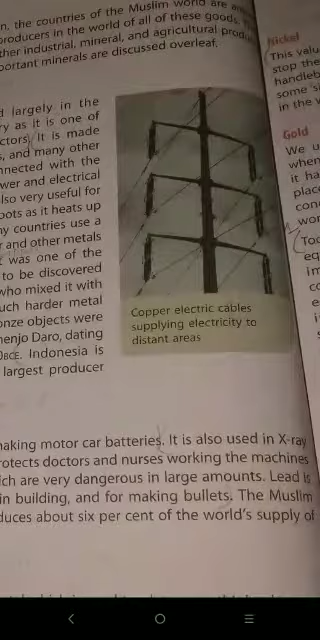 n, the countries of the Muslim world are
producers in the world of all of these goods.
ther industrial, mineral, and agricultural
portant minerals are discussed overleaf.
d largely in the
ry as it is one of
ctors. It is made
s, and many other
nnected with the
wer and electrical
lso very useful for
oots as it heats up
ny countries use a
r and other metals
was one of the
to be discovered
who mixed it with
uch harder metal
onze objects were
henjo Daro, dating
0BCE. Indonesia is
largest producer
Copper electric cables
supplying electricity to
distant areas
naking motor car batteries. It is also used in X-ray
rotects doctors and nurses working the machines
ich are very dangerous in large amounts. Lead is
in building, and for making bullets. The Muslim
duces about six per cent of the world's supply of
Nickel
This valu
stop the
handleb
some 's
in the
Gold
We u
when
it ha
place
con
wor
Too
eq
Im
co
e